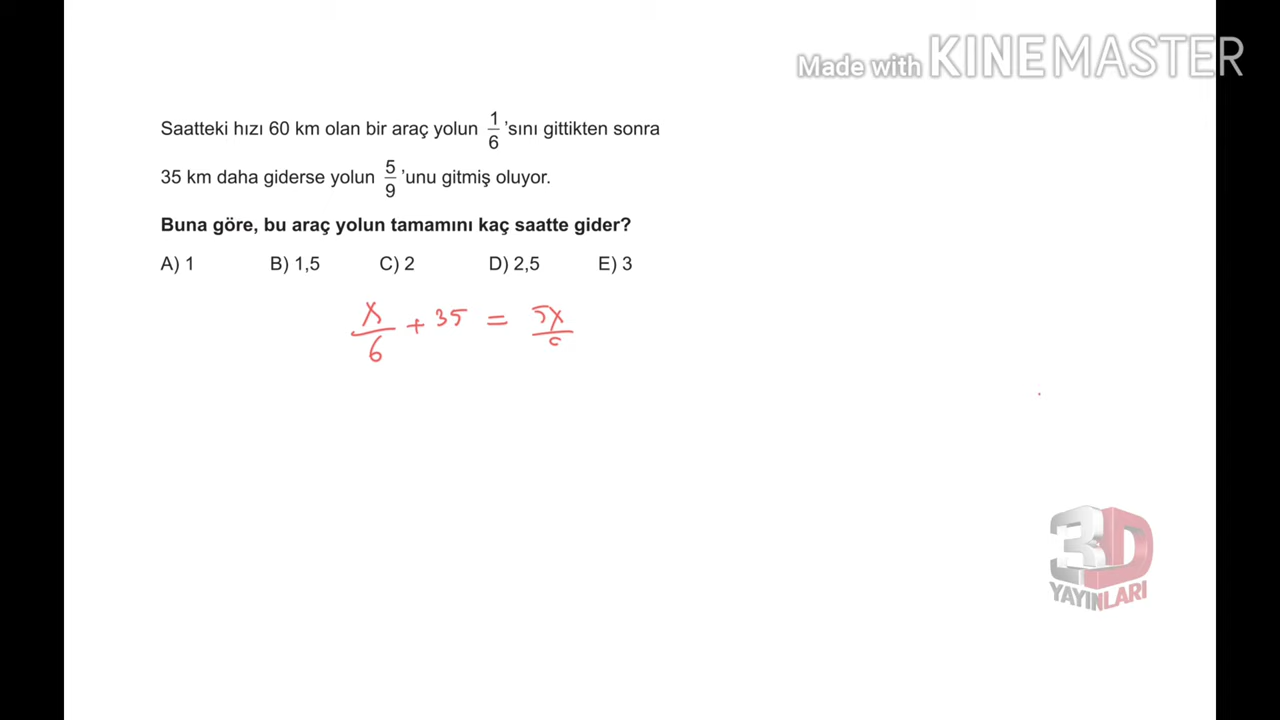 Made with KINEMASTER
Saatteki hızı 60 km olan bir araç yolun 1/6 'sını gittikten sonra
35 km daha giderse yolun 5/9 'unu gitmiş oluyor.
Buna göre, bu araç yolun tamamını kaç saatte gider?
A) 1 B) 1,5 C) 2 D) 2,5 E) 3
x/6 + 35 = 5x/
3D
YAYINLARI